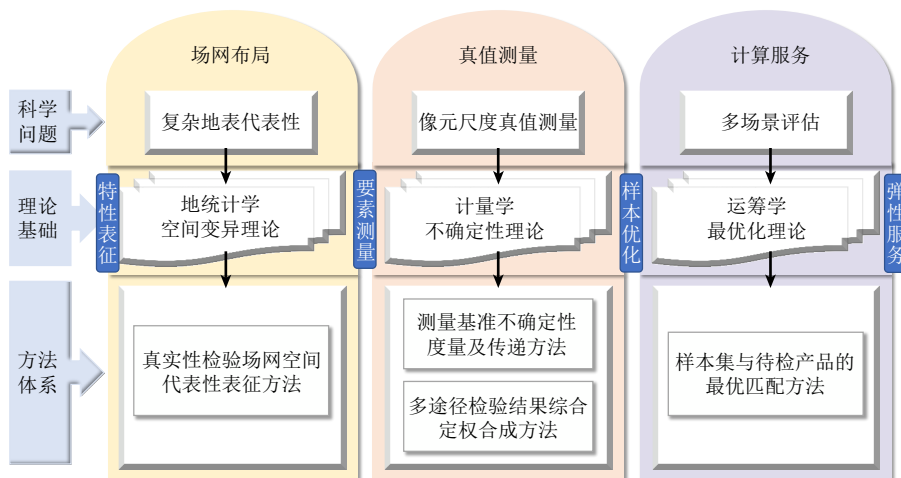 场网布局
真值测量
计算服务
科学
问题
复杂地表代表性
像元尺度真值测量
多场景评估
理论
基础
特性表征
地统计学
空间变异理论
要素测量
计量学
不确定性理论
样本优化
运筹学
最优化理论
弹性服务
方法
体系
真实性检验场网空间
代表性表征方法
测量基准不确定性
度量及传递方法
多途径检验结果综合
定权合成方法
样本集与待检产品的
最优匹配方法